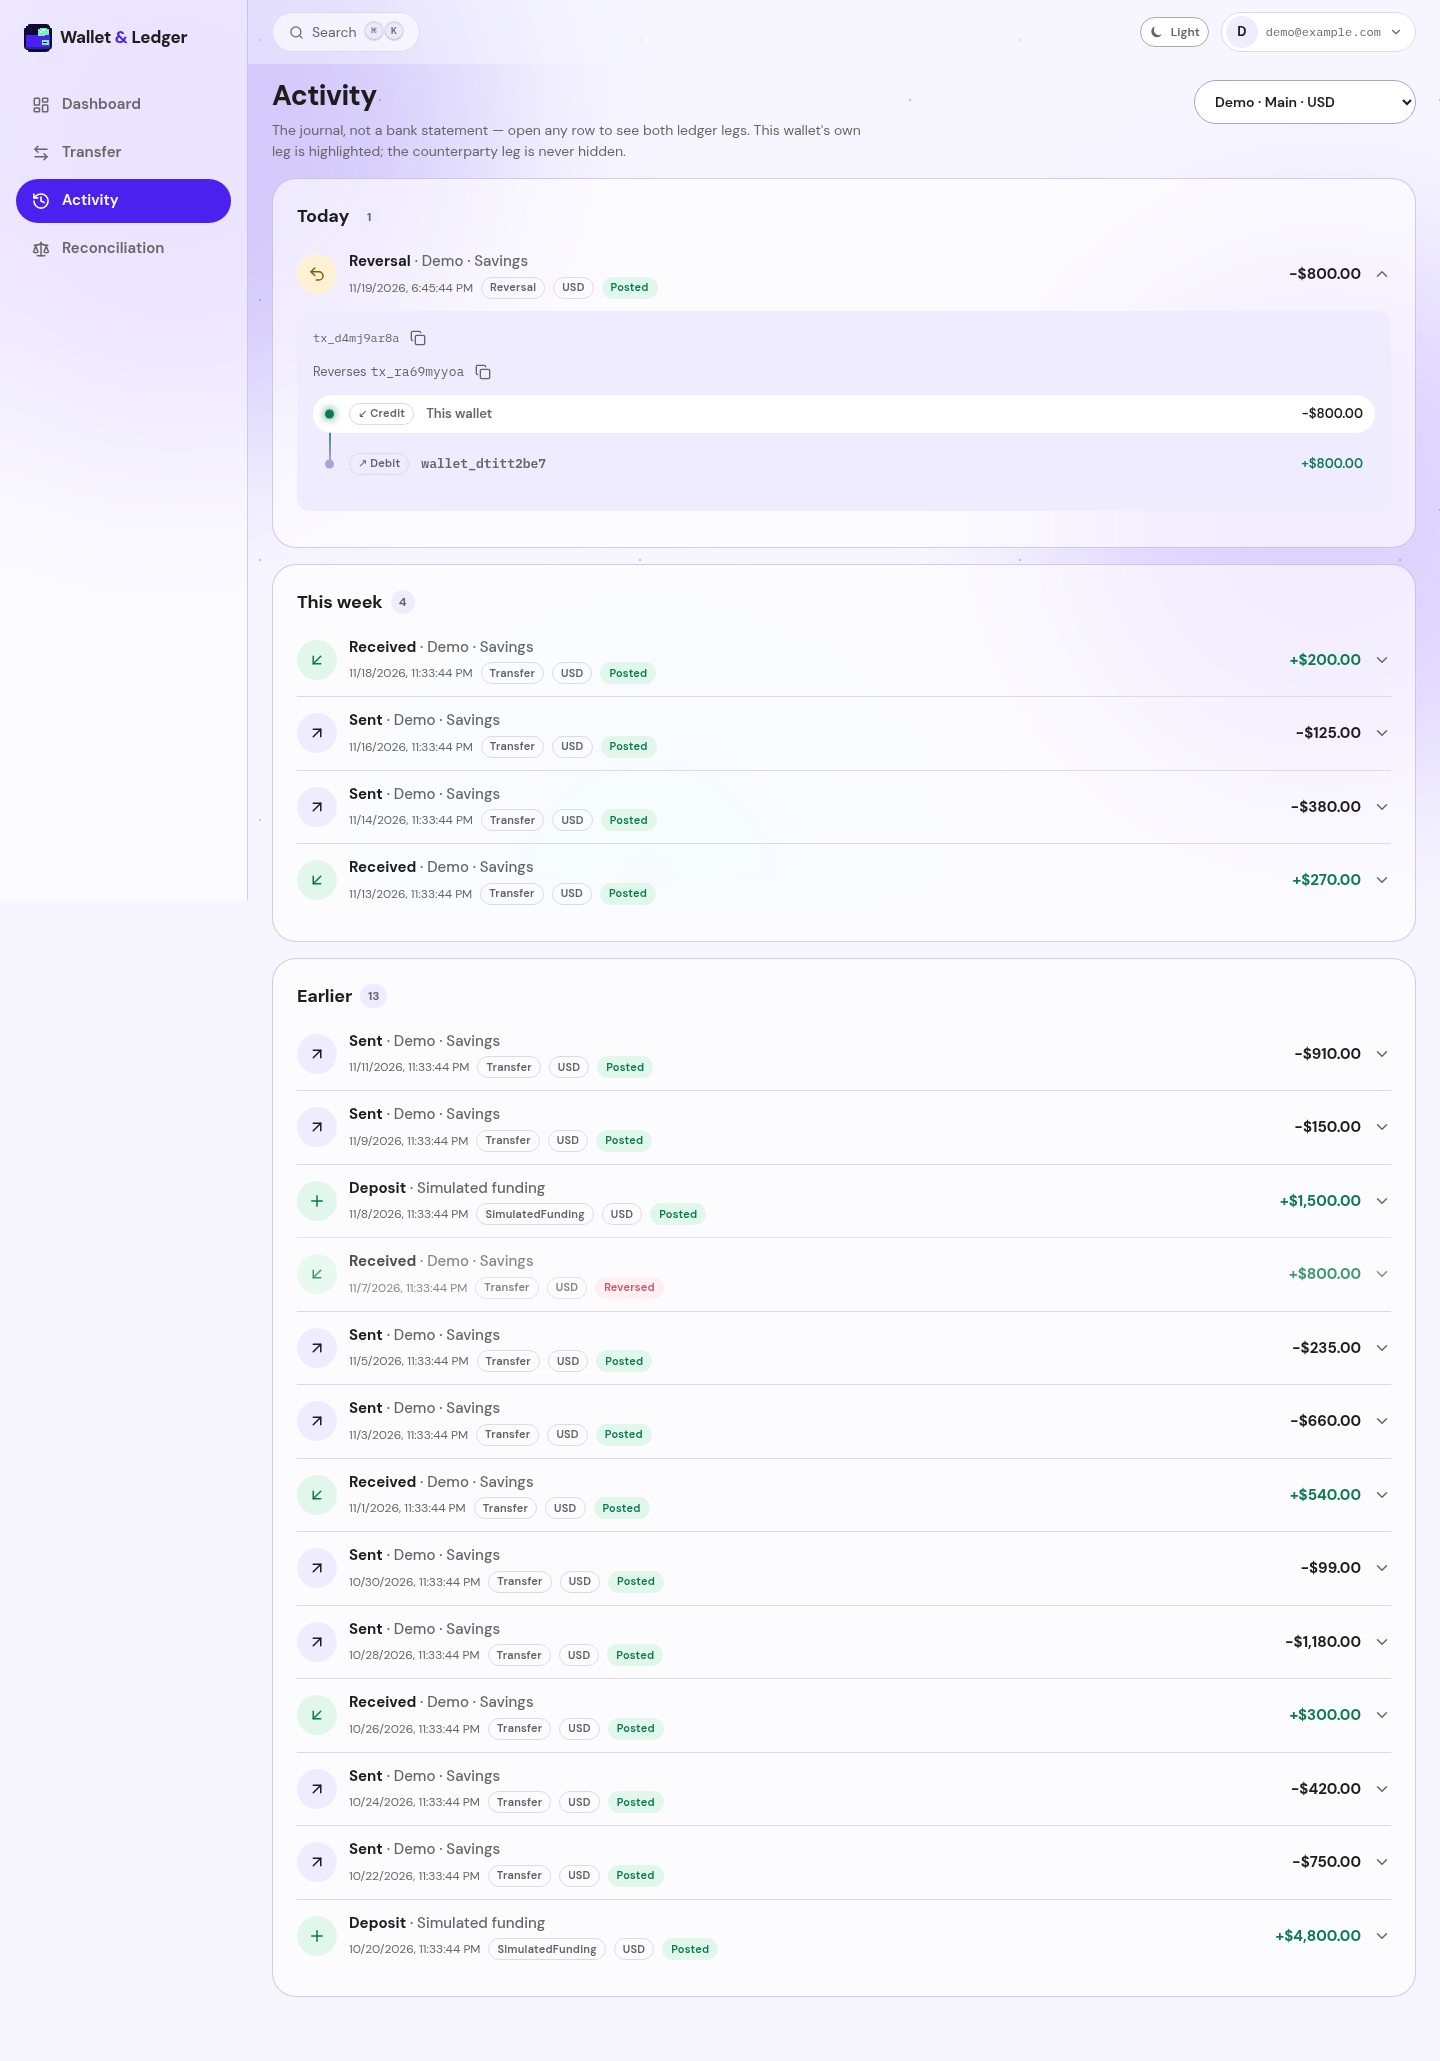 Wallet & Ledger
Search ⌘ K
Light
D demo@example.com
Dashboard
Transfer
Activity
Reconciliation
Activity
Demo · Main · USD
The journal, not a bank statement — open any row to see both ledger legs. This wallet's own
leg is highlighted; the counterparty leg is never hidden.
Today 1
Reversal · Demo · Savings
11/19/2026, 6:45:44 PM Reversal USD Posted
-$800.00
tx_d4mj9ar8a
Reverses tx_ra69myyoa
↙ Credit This wallet -$800.00
↗ Debit wallet_dtitt2be7 +$800.00
This week 4
Received · Demo · Savings
11/18/2026, 11:33:44 PM Transfer USD Posted
+$200.00
Sent · Demo · Savings
11/16/2026, 11:33:44 PM Transfer USD Posted
-$125.00
Sent · Demo · Savings
11/14/2026, 11:33:44 PM Transfer USD Posted
-$380.00
Received · Demo · Savings
11/13/2026, 11:33:44 PM Transfer USD Posted
+$270.00
Earlier 13
Sent · Demo · Savings
11/11/2026, 11:33:44 PM Transfer USD Posted
-$910.00
Sent · Demo · Savings
11/9/2026, 11:33:44 PM Transfer USD Posted
-$150.00
Deposit · Simulated funding
11/8/2026, 11:33:44 PM SimulatedFunding USD Posted
+$1,500.00
Received · Demo · Savings
11/7/2026, 11:33:44 PM Transfer USD Reversed
+$800.00
Sent · Demo · Savings
11/5/2026, 11:33:44 PM Transfer USD Posted
-$235.00
Sent · Demo · Savings
11/3/2026, 11:33:44 PM Transfer USD Posted
-$660.00
Received · Demo · Savings
11/1/2026, 11:33:44 PM Transfer USD Posted
+$540.00
Sent · Demo · Savings
10/30/2026, 11:33:44 PM Transfer USD Posted
-$99.00
Sent · Demo · Savings
10/28/2026, 11:33:44 PM Transfer USD Posted
-$1,180.00
Received · Demo · Savings
10/26/2026, 11:33:44 PM Transfer USD Posted
+$300.00
Sent · Demo · Savings
10/24/2026, 11:33:44 PM Transfer USD Posted
-$420.00
Sent · Demo · Savings
10/22/2026, 11:33:44 PM Transfer USD Posted
-$750.00
Deposit · Simulated funding
10/20/2026, 11:33:44 PM SimulatedFunding USD Posted
+$4,800.00